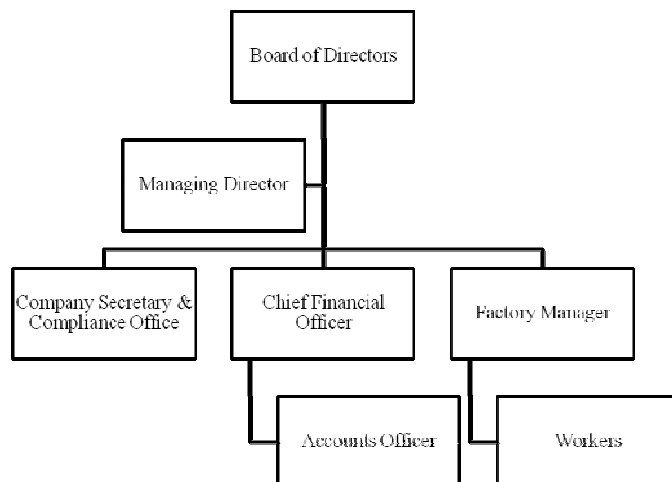 Board of Directors
Managing Director
Company Secretary &
Compliance Office
Chief Financial
Officer
Factory Manager
Accounts Officer
Workers